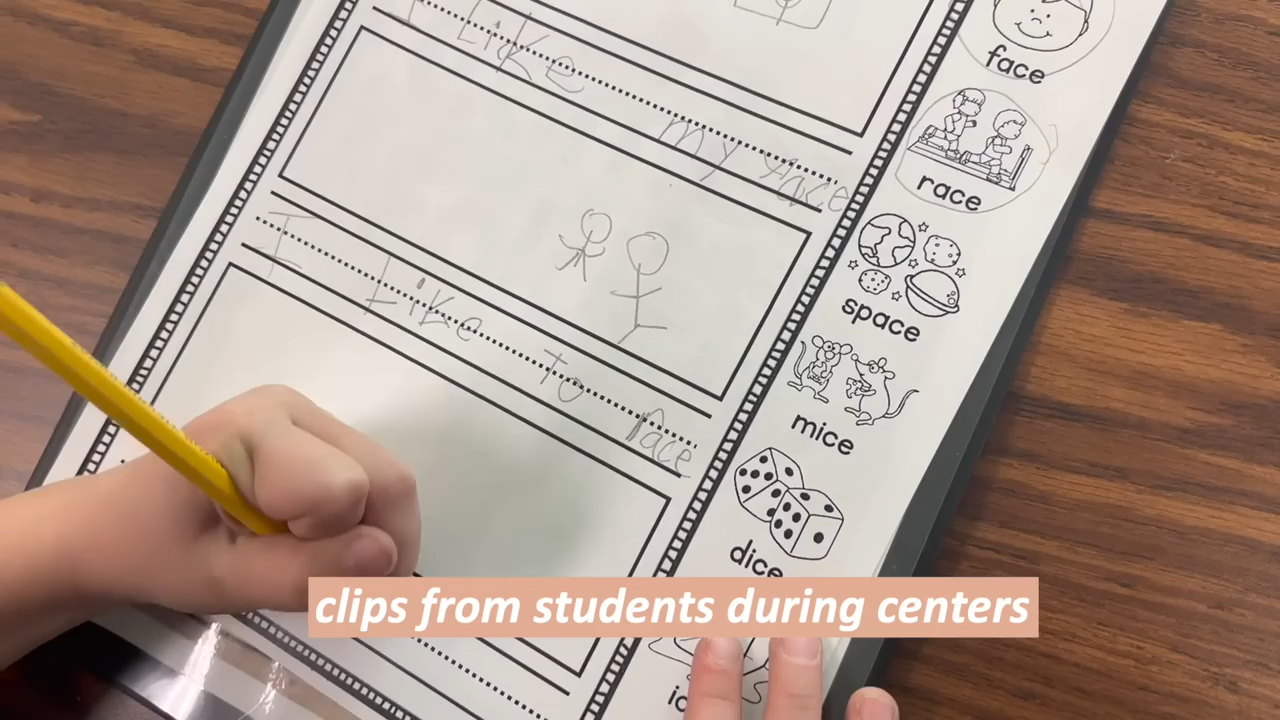 I Like my face
I Like To race
face
race
space
mice
dice
clips from students during centers